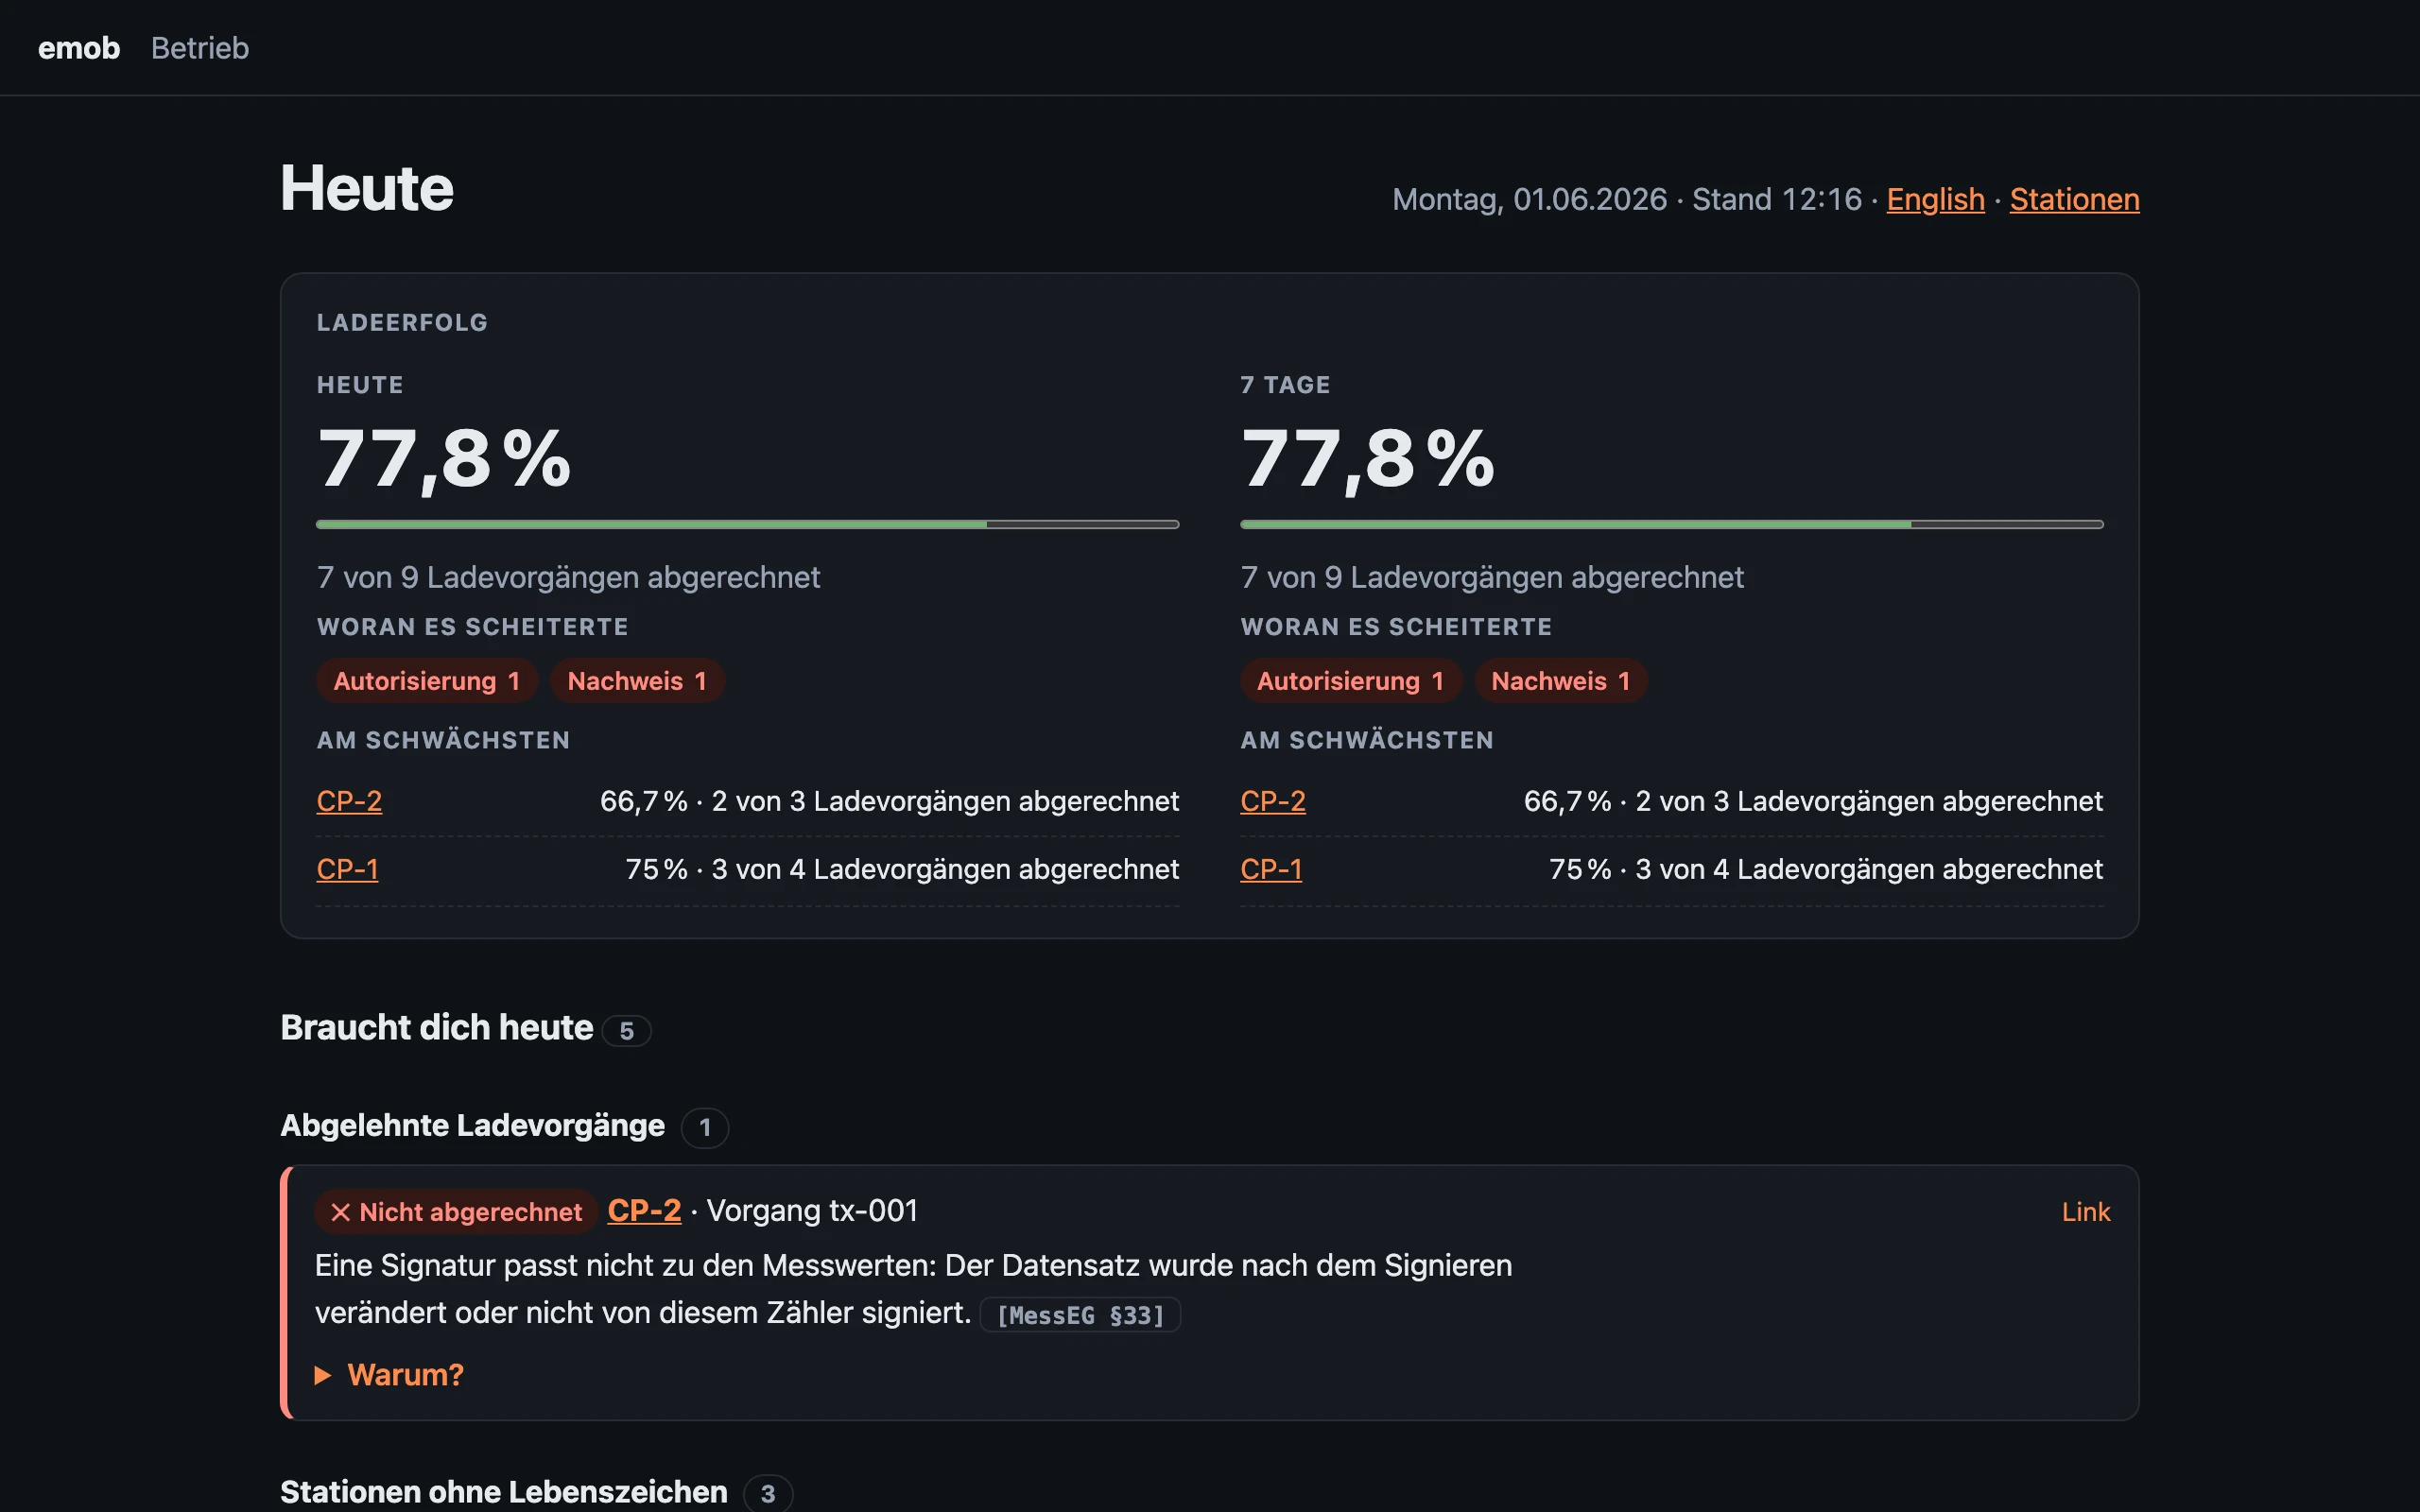 emob Betrieb
Heute
Montag, 01.06.2026 · Stand 12:16 · English · Stationen
LADEERFOLG
HEUTE
77,8 %
7 von 9 Ladevorgängen abgerechnet
WORAN ES SCHEITERTE
Autorisierung 1 Nachweis 1
AM SCHWÄCHSTEN
CP-2 66,7 % · 2 von 3 Ladevorgängen abgerechnet
CP-1 75 % · 3 von 4 Ladevorgängen abgerechnet
7 TAGE
77,8 %
7 von 9 Ladevorgängen abgerechnet
WORAN ES SCHEITERTE
Autorisierung 1 Nachweis 1
AM SCHWÄCHSTEN
CP-2 66,7 % · 2 von 3 Ladevorgängen abgerechnet
CP-1 75 % · 3 von 4 Ladevorgängen abgerechnet
Braucht dich heute 5
Abgelehnte Ladevorgänge 1
✕ Nicht abgerechnet CP-2 · Vorgang tx-001 Link
Eine Signatur passt nicht zu den Messwerten: Der Datensatz wurde nach dem Signieren
verändert oder nicht von diesem Zähler signiert. [MessEG §33]
▶ Warum?
Stationen ohne Lebenszeichen 3